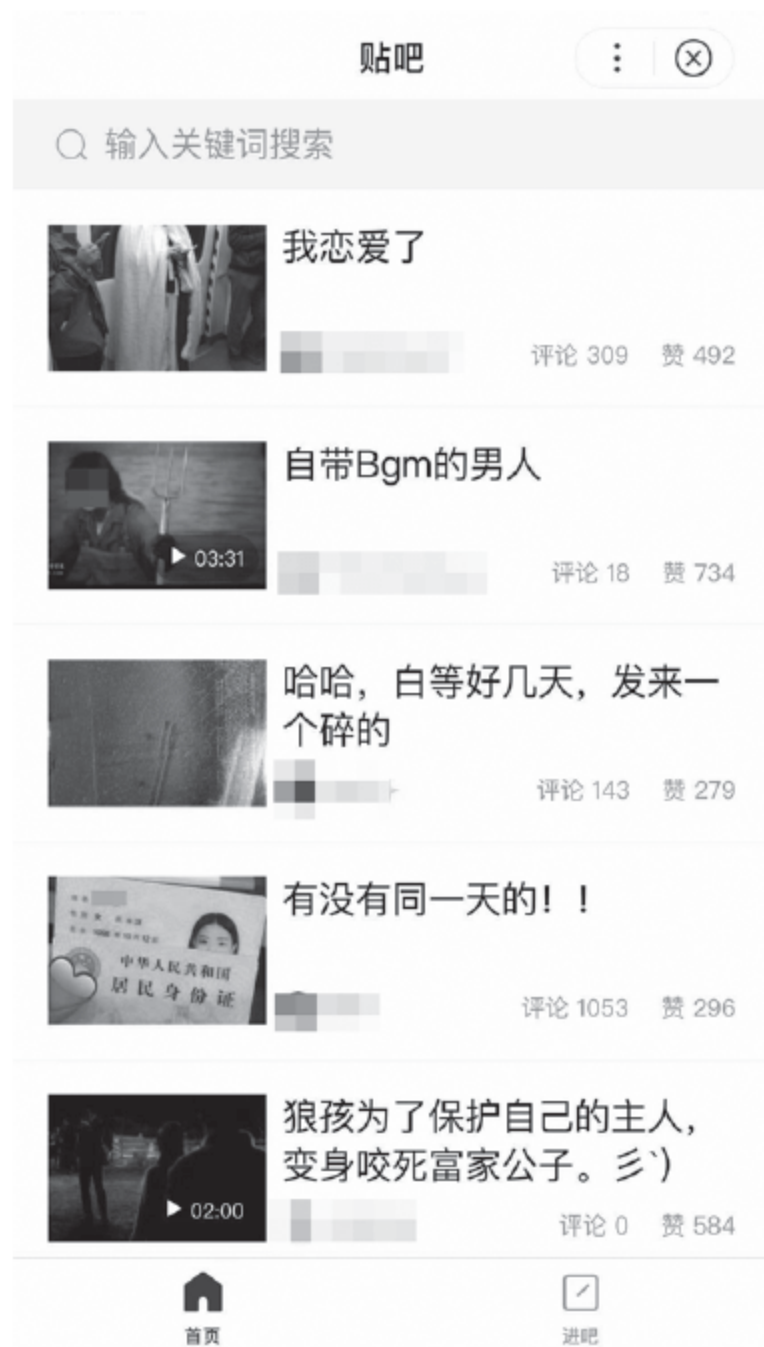 贴吧
输入关键词搜索
我恋爱了
评论 309 赞 492
自带Bgm的男人
03:31
评论 18 赞 734
哈哈，白等好几天，发来一
个碎的
评论 143 赞 279
有没有同一天的！！
中华人民共和国
居民身份证
评论 1053 赞 296
狼孩为了保护自己的主人，
变身咬死富家公子。彡`)
02:00
评论 0 赞 584
首页
进吧